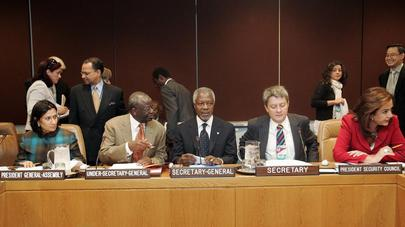 PRESIDENT GENERAL-ASSEMBLY
UNDER-SECRETARY-GENERAL
SECRETARY-GENERAL
SECRETARY
PRESIDENT SECURITY COUNCIL